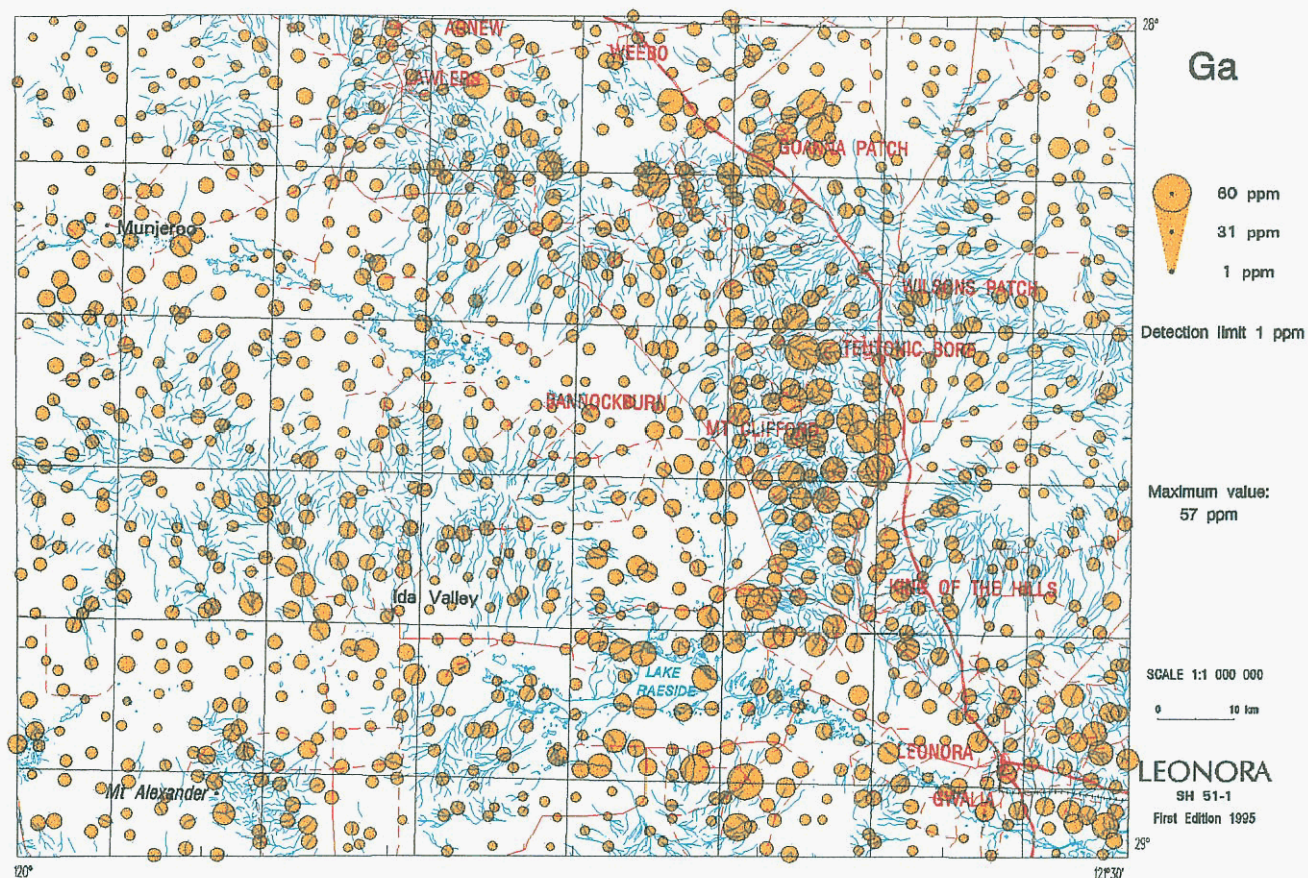 28°
Ga
AGNEW
WEEBO
LAWLERS
GOANNA PATCH
60 ppm
31 ppm
1 ppm
Munjeroo
WILSONS PATCH
Detection limit 1 ppm
TEUTONIC BORE
BANNOCKBURN
MT CLIFFORD
Maximum value:
57 ppm
KING OF THE HILLS
Ida Valley
LAKE
RAESIDE
SCALE 1:1 000 000
0 10 km
LEONORA
LEONORA
SH 51-1
First Edition 1995
GWALIA
Mt Alexander
29°
120°
121°30'